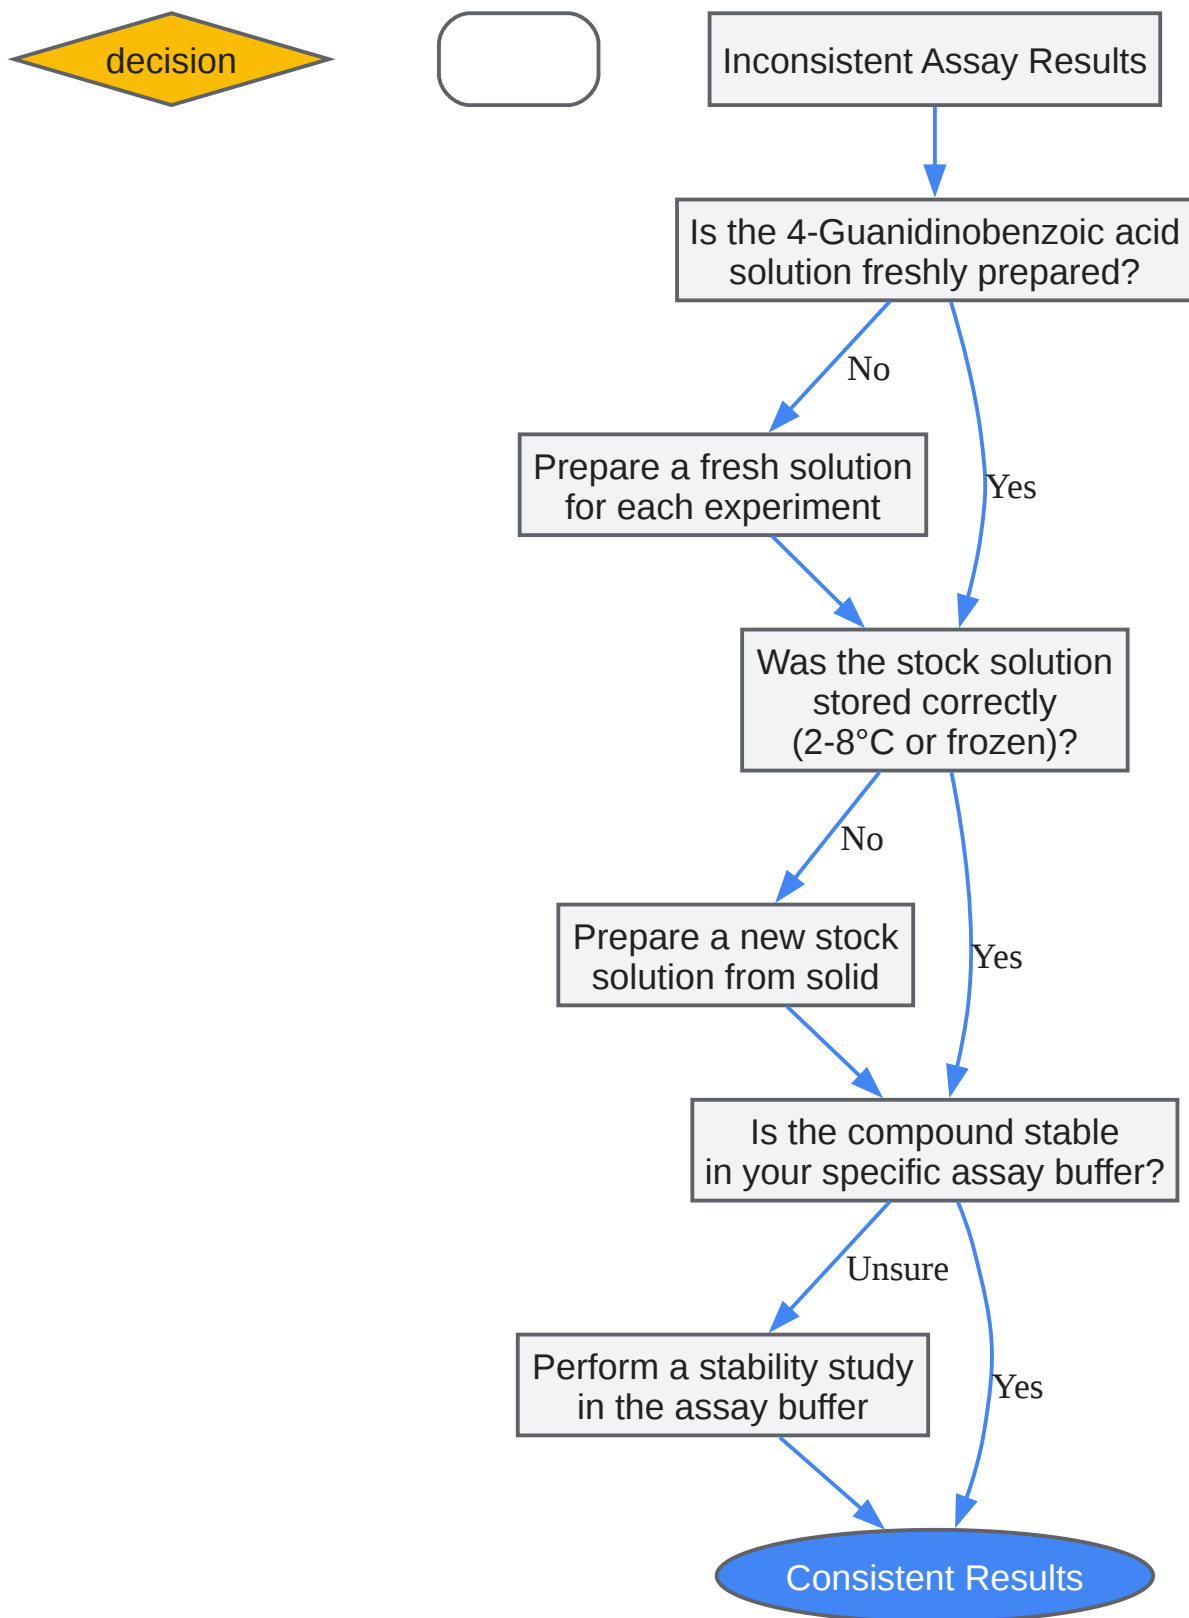 decision
Inconsistent Assay Results
Is the 4-Guanidinobenzoic acid
solution freshly prepared?
No
Prepare a fresh solution
for each experiment
Yes
Was the stock solution
stored correctly
(2-8°C or frozen)?
No
Prepare a new stock
solution from solid
Yes
Is the compound stable
in your specific assay buffer?
Unsure
Perform a stability study
in the assay buffer
Yes
Consistent Results